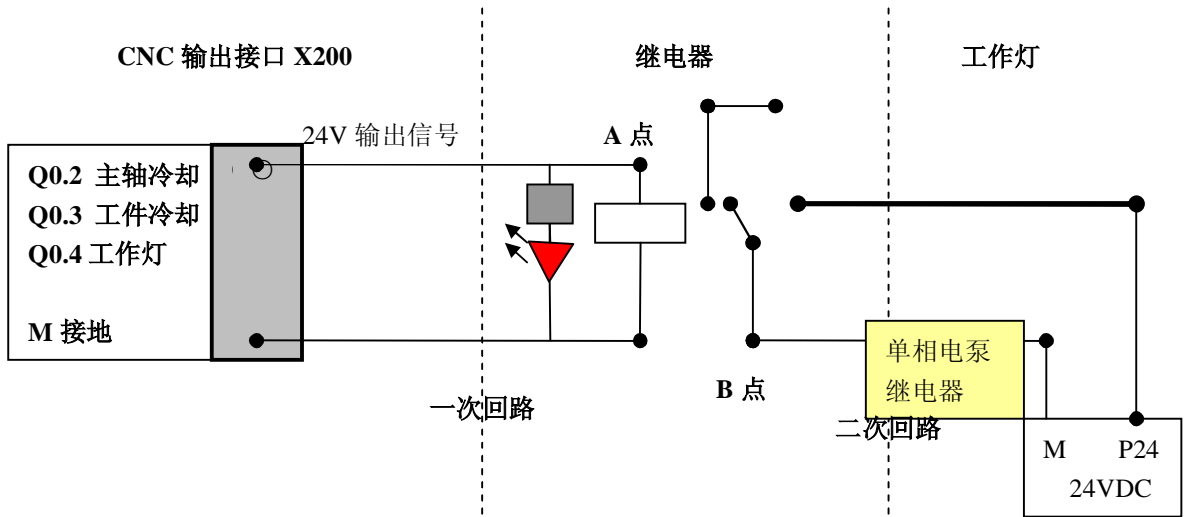 CNC 输出接口 X200
继电器
工作灯
24V 输出信号
A 点
Q0.2 主轴冷却
Q0.3 工件冷却
Q0.4 工作灯
M 接地
单相电泵
继电器
B 点
一次回路
二次回路
M P24
24VDC